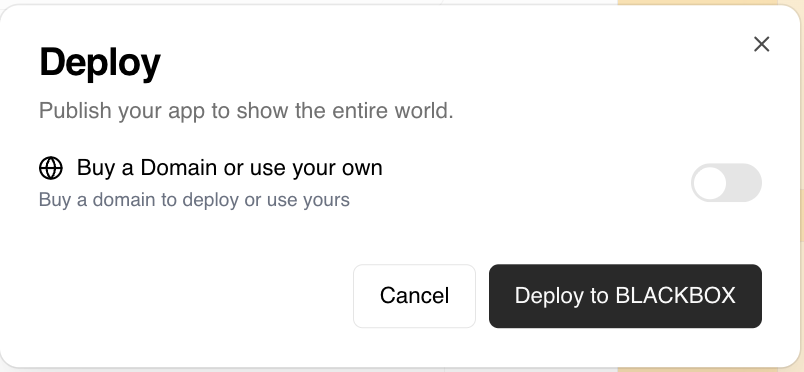 Deploy
Publish your app to show the entire world.
Buy a Domain or use your own
Buy a domain to deploy or use yours
Cancel
Deploy to BLACKBOX